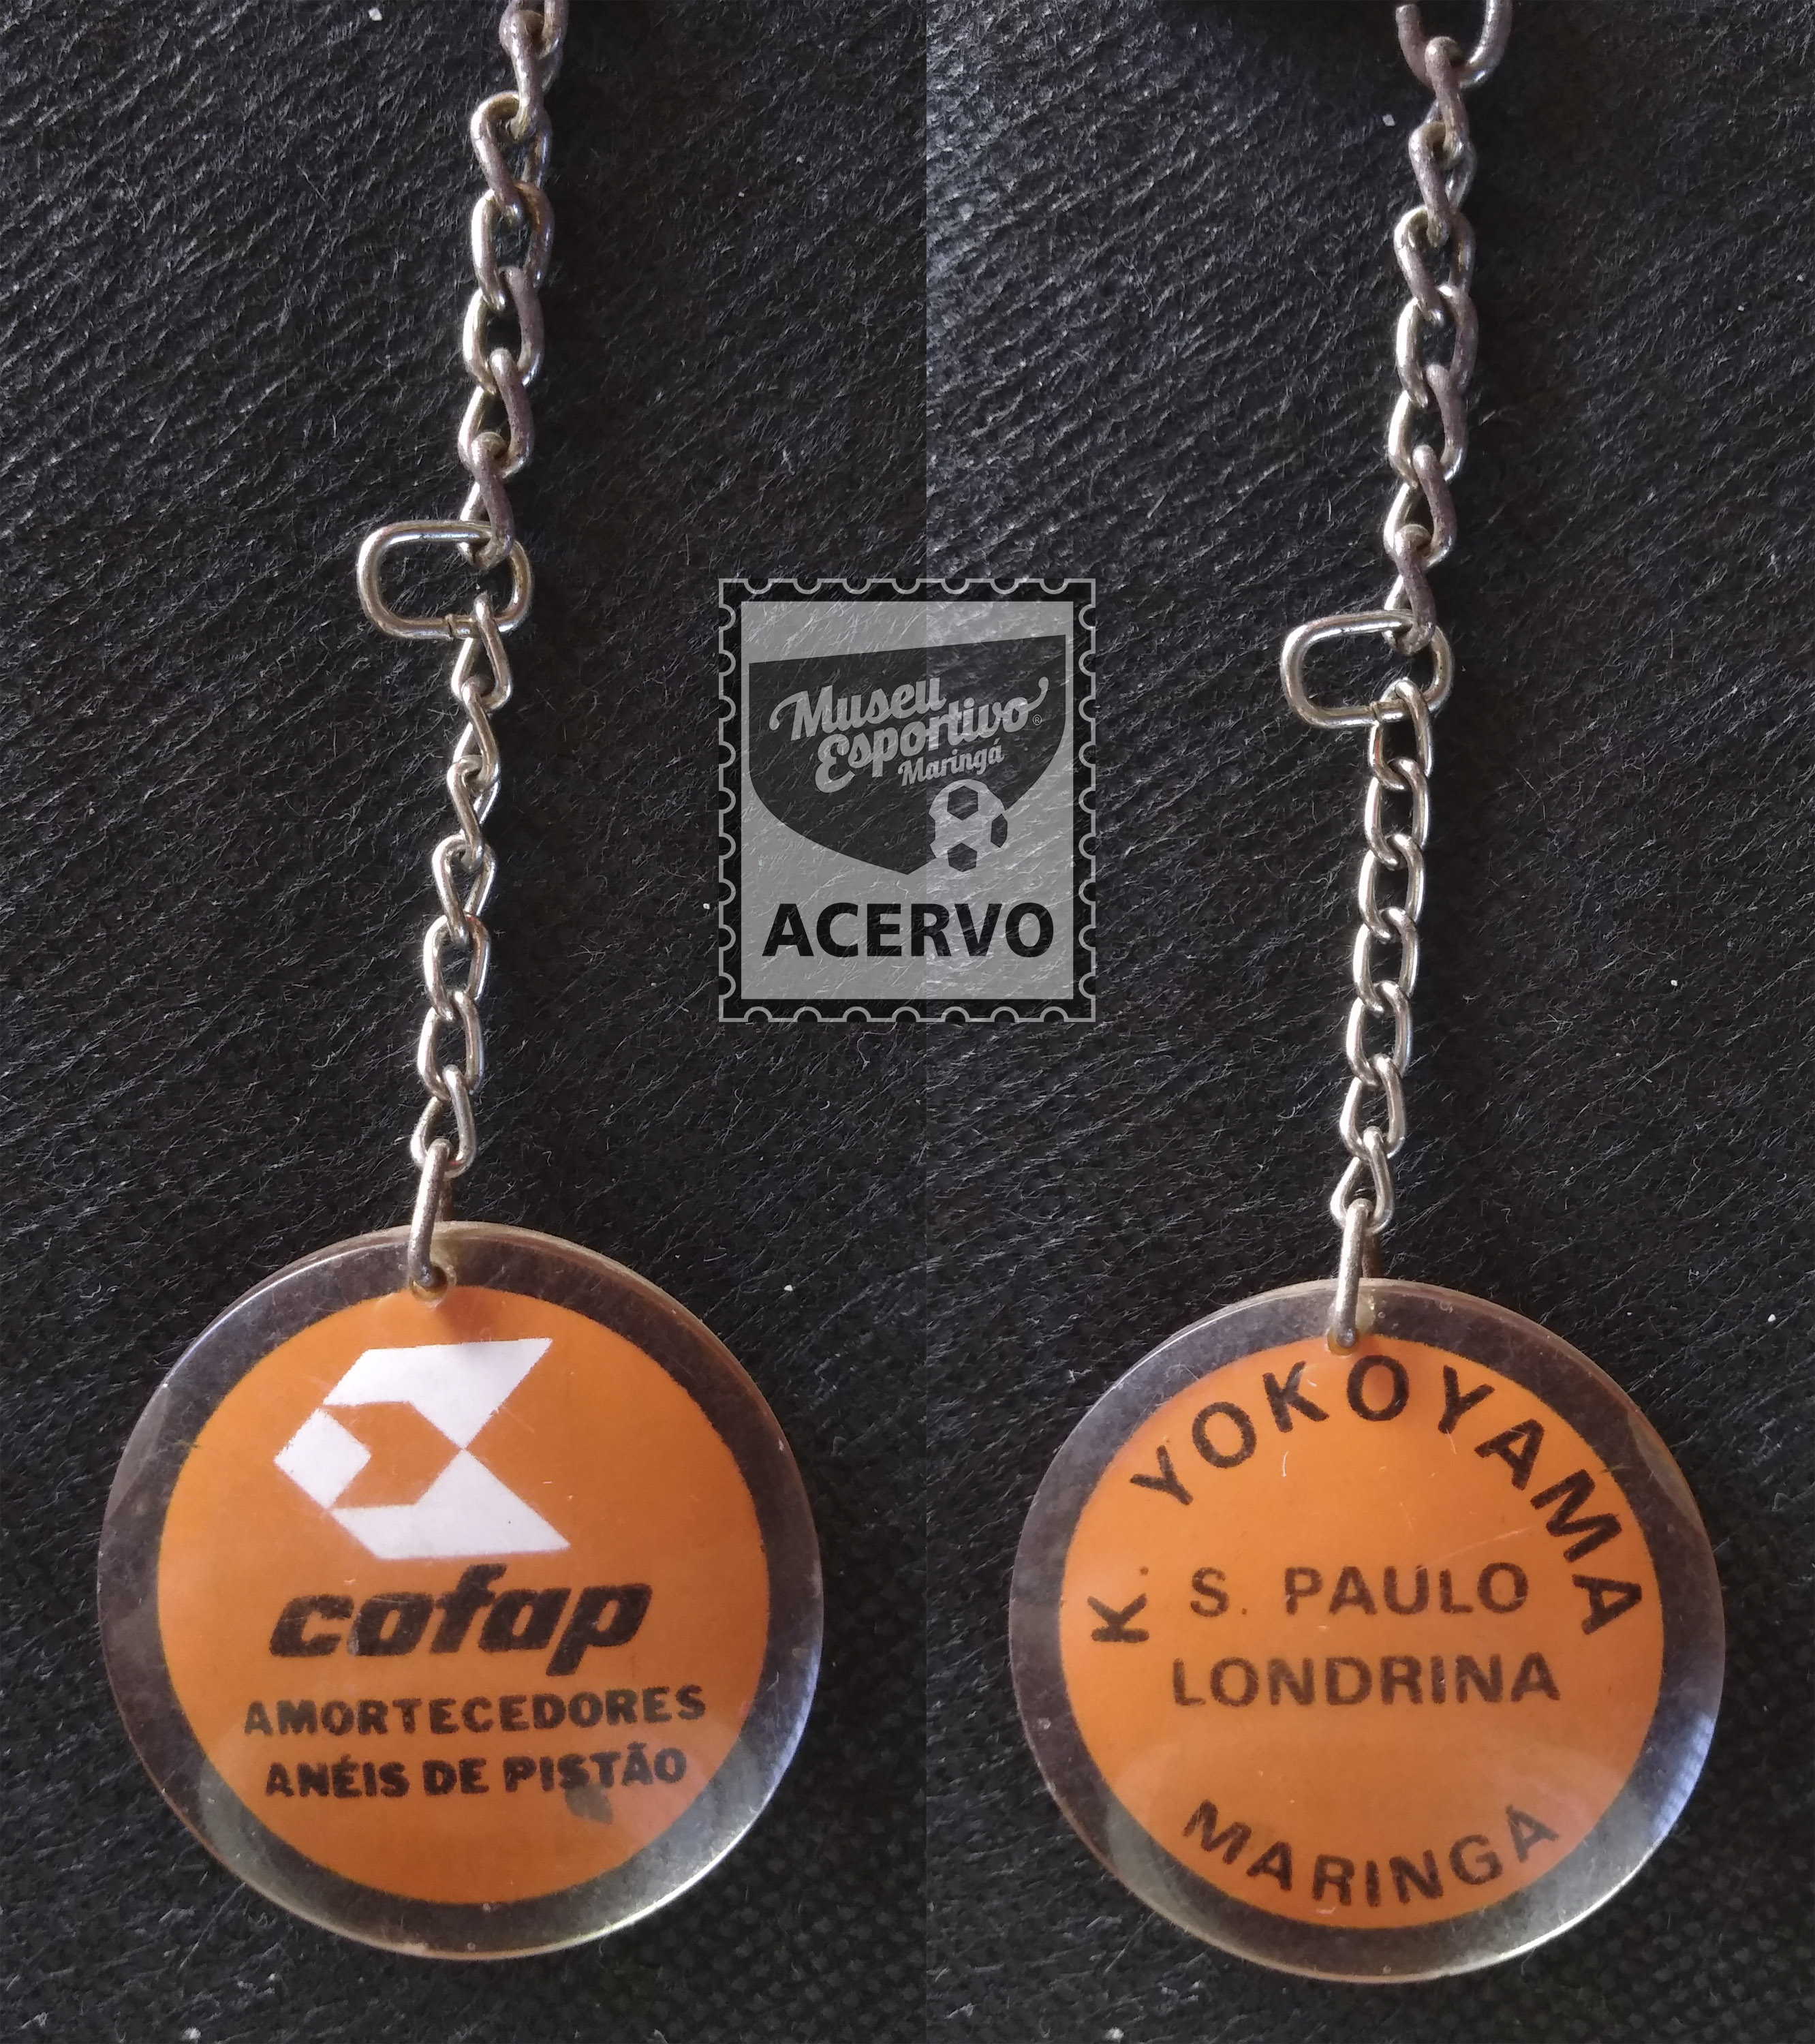 Museu
Esportivo®
Maringá
ACERVO
cofap
AMORTECEDORES
ANÉIS DE PISTÃO
K. YOKOYAMA
S. PAULO
LONDRINA
MARINGÁ